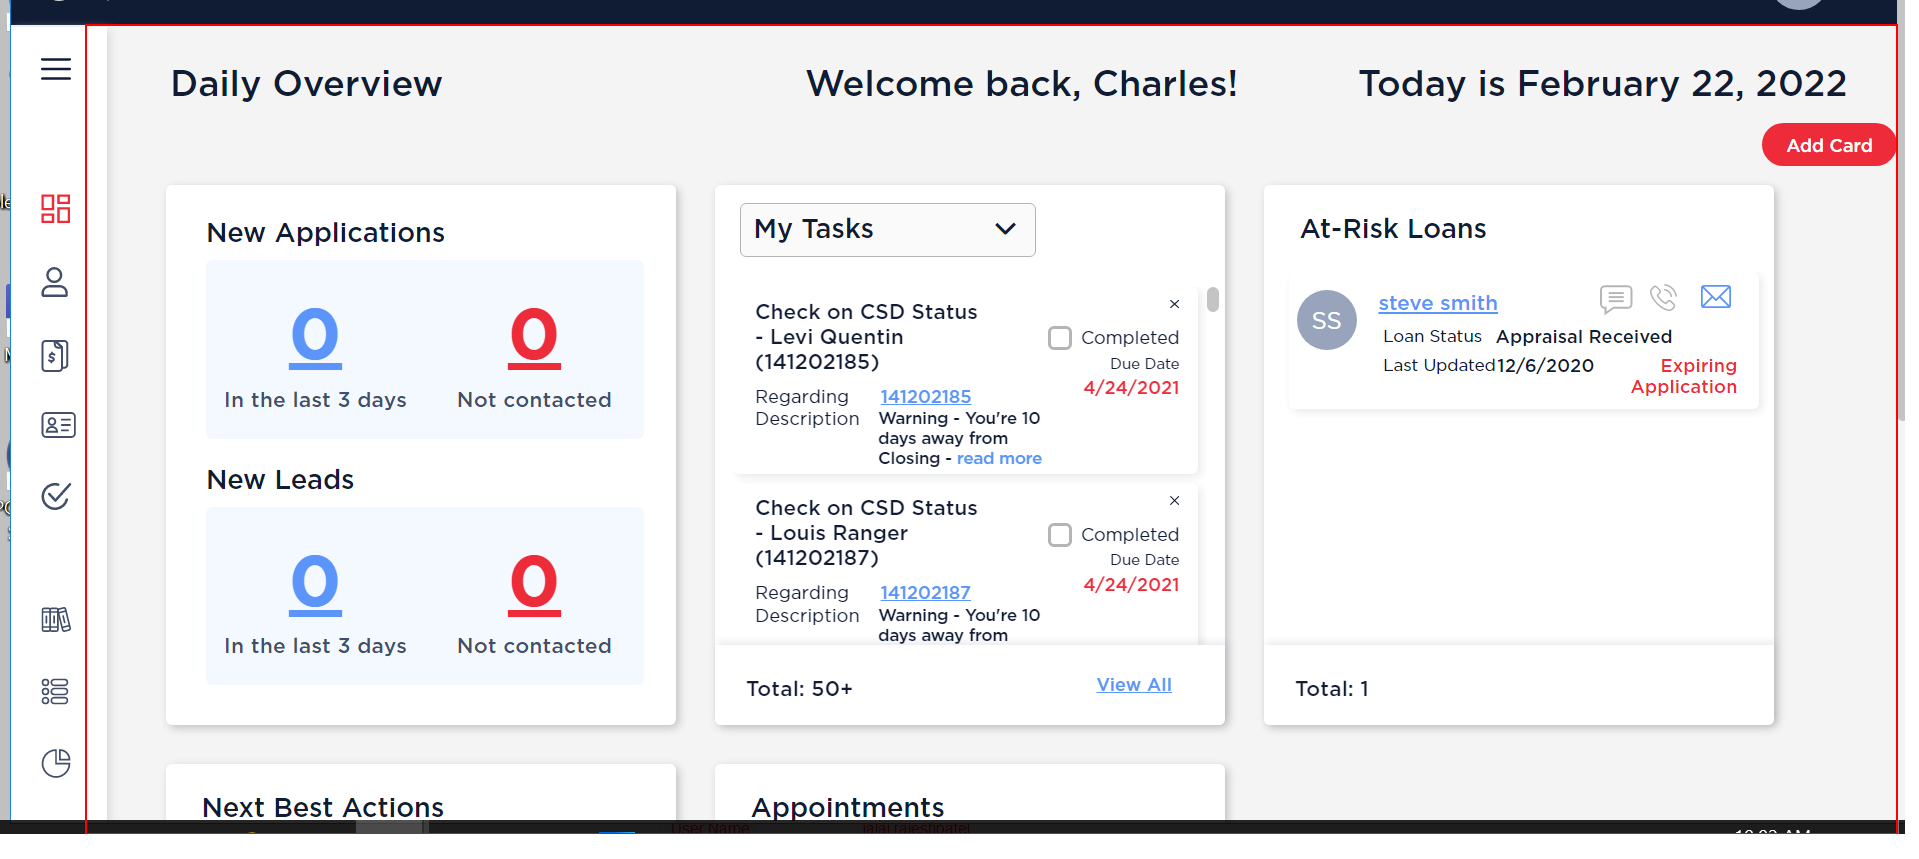 Daily Overview
Welcome back, Charles!
Today is February 22, 2022
Add Card
New Applications
0
0
In the last 3 days
Not contacted
New Leads
0
0
In the last 3 days
Not contacted
My Tasks
Check on CSD Status
- Levi Quentin
(141202185)
Completed
Due Date
4/24/2021
Regarding 141202185
Description Warning - You're 10
days away from
Closing - read more
Check on CSD Status
- Louis Ranger
(141202187)
Completed
Due Date
4/24/2021
Regarding 141202187
Description Warning - You're 10
days away from
Total: 50+
View All
At-Risk Loans
SS
steve smith
Loan Status Appraisal Received
Last Updated 12/6/2020
Expiring
Application
Total: 1
Next Best Actions
Appointments
User Name